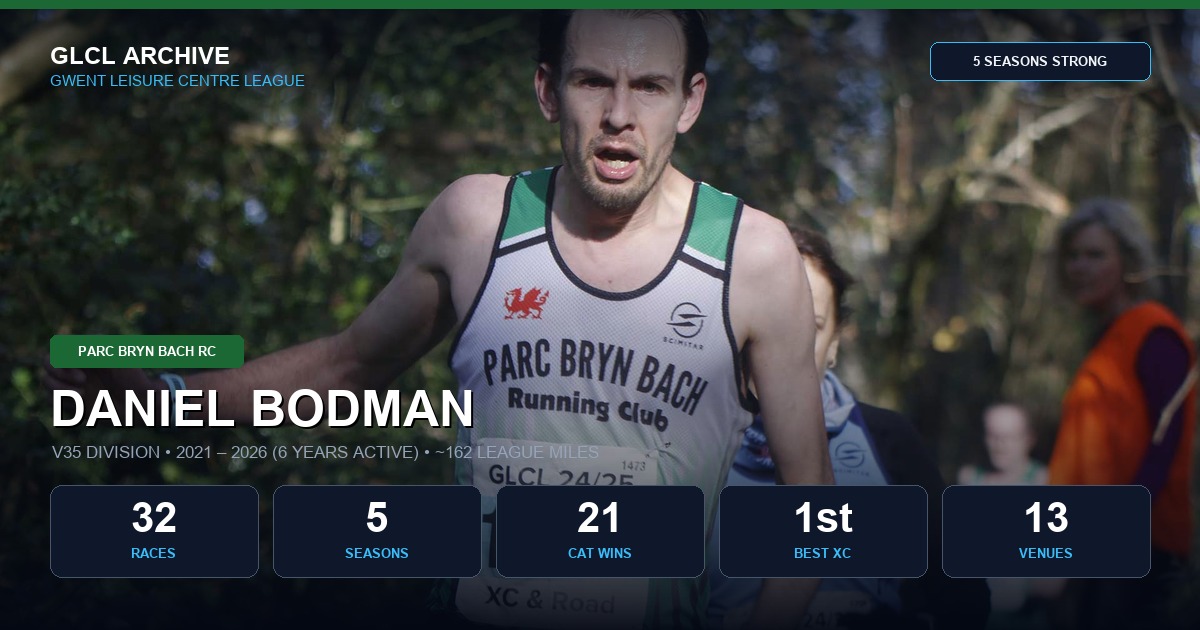 GLCL ARCHIVE
GWENT LEISURE CENTRE LEAGUE
5 SEASONS STRONG
SCIMITAR
PARC BRYN BACH
Running Club
PARC BRYN BACH RC
DANIEL BODMAN
V35 DIVISION • 2021 – 2026 (6 YEARS ACTIVE) • ~162 LEAGUE MILES
1473
GLCL 24/25
32
RACES
5
SEASONS
21
CAT WINS
1st
BEST XC
13
VENUES
XC & Road
24/25